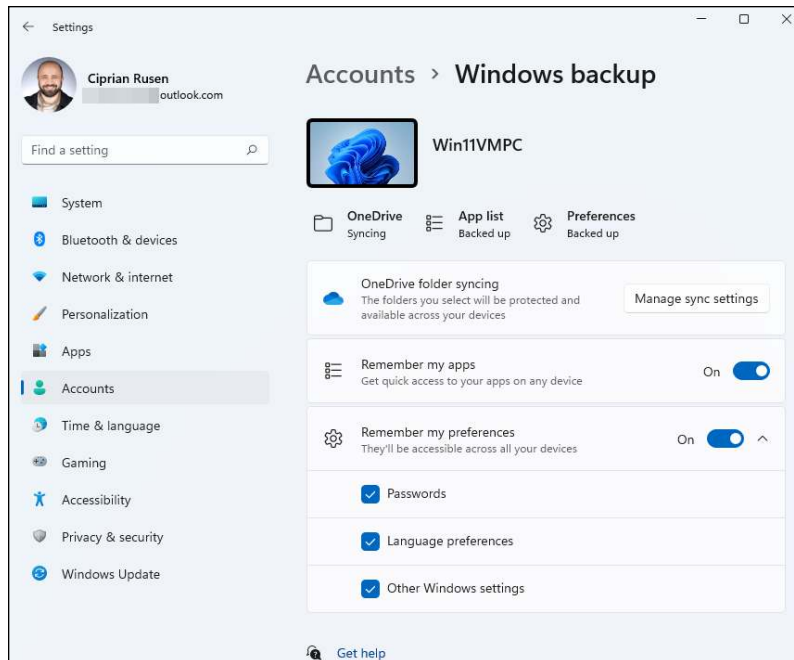 Settings
Ciprian Rusen
outlook.com
Find a setting
System
Bluetooth & devices
Network & internet
Personalization
Apps
Accounts
Time & language
Gaming
Accessibility
Privacy & security
Windows Update
Accounts > Windows backup
Win11VMPC
OneDrive
Syncing
App list
Backed up
Preferences
Backed up
OneDrive folder syncing
The folders you select will be protected and
available across your devices
Manage sync settings
Remember my apps
Get quick access to your apps on any device
On
Remember my preferences
They'll be accessible across all your devices
On
Passwords
Language preferences
Other Windows settings
Get help